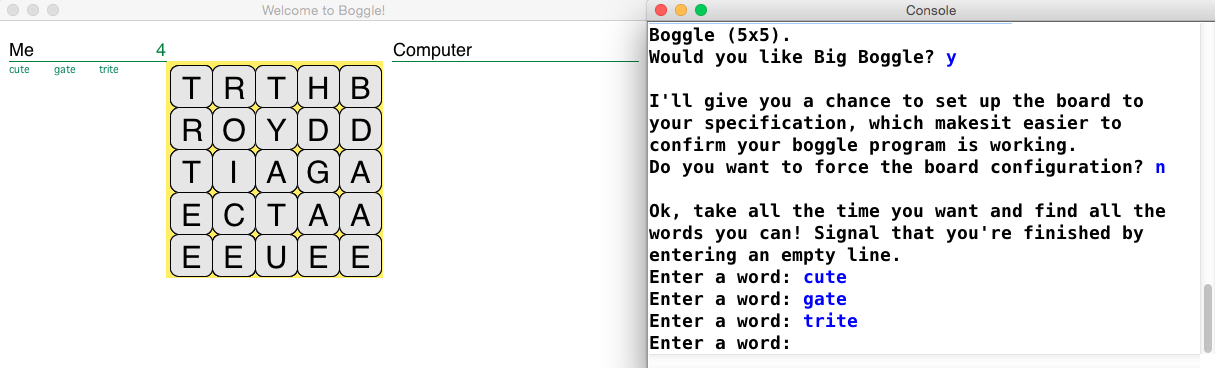 Welcome to Boggle!
Me 4
cute gate trite
Computer
T R T H B
R O Y D D
T I A G A
E C T A A
E E U E E
Console
Boggle (5x5).
Would you like Big Boggle? y
I'll give you a chance to set up the board to
your specification, which makesit easier to
confirm your boggle program is working.
Do you want to force the board configuration? n
Ok, take all the time you want and find all the
words you can! Signal that you're finished by
entering an empty line.
Enter a word: cute
Enter a word: gate
Enter a word: trite
Enter a word: